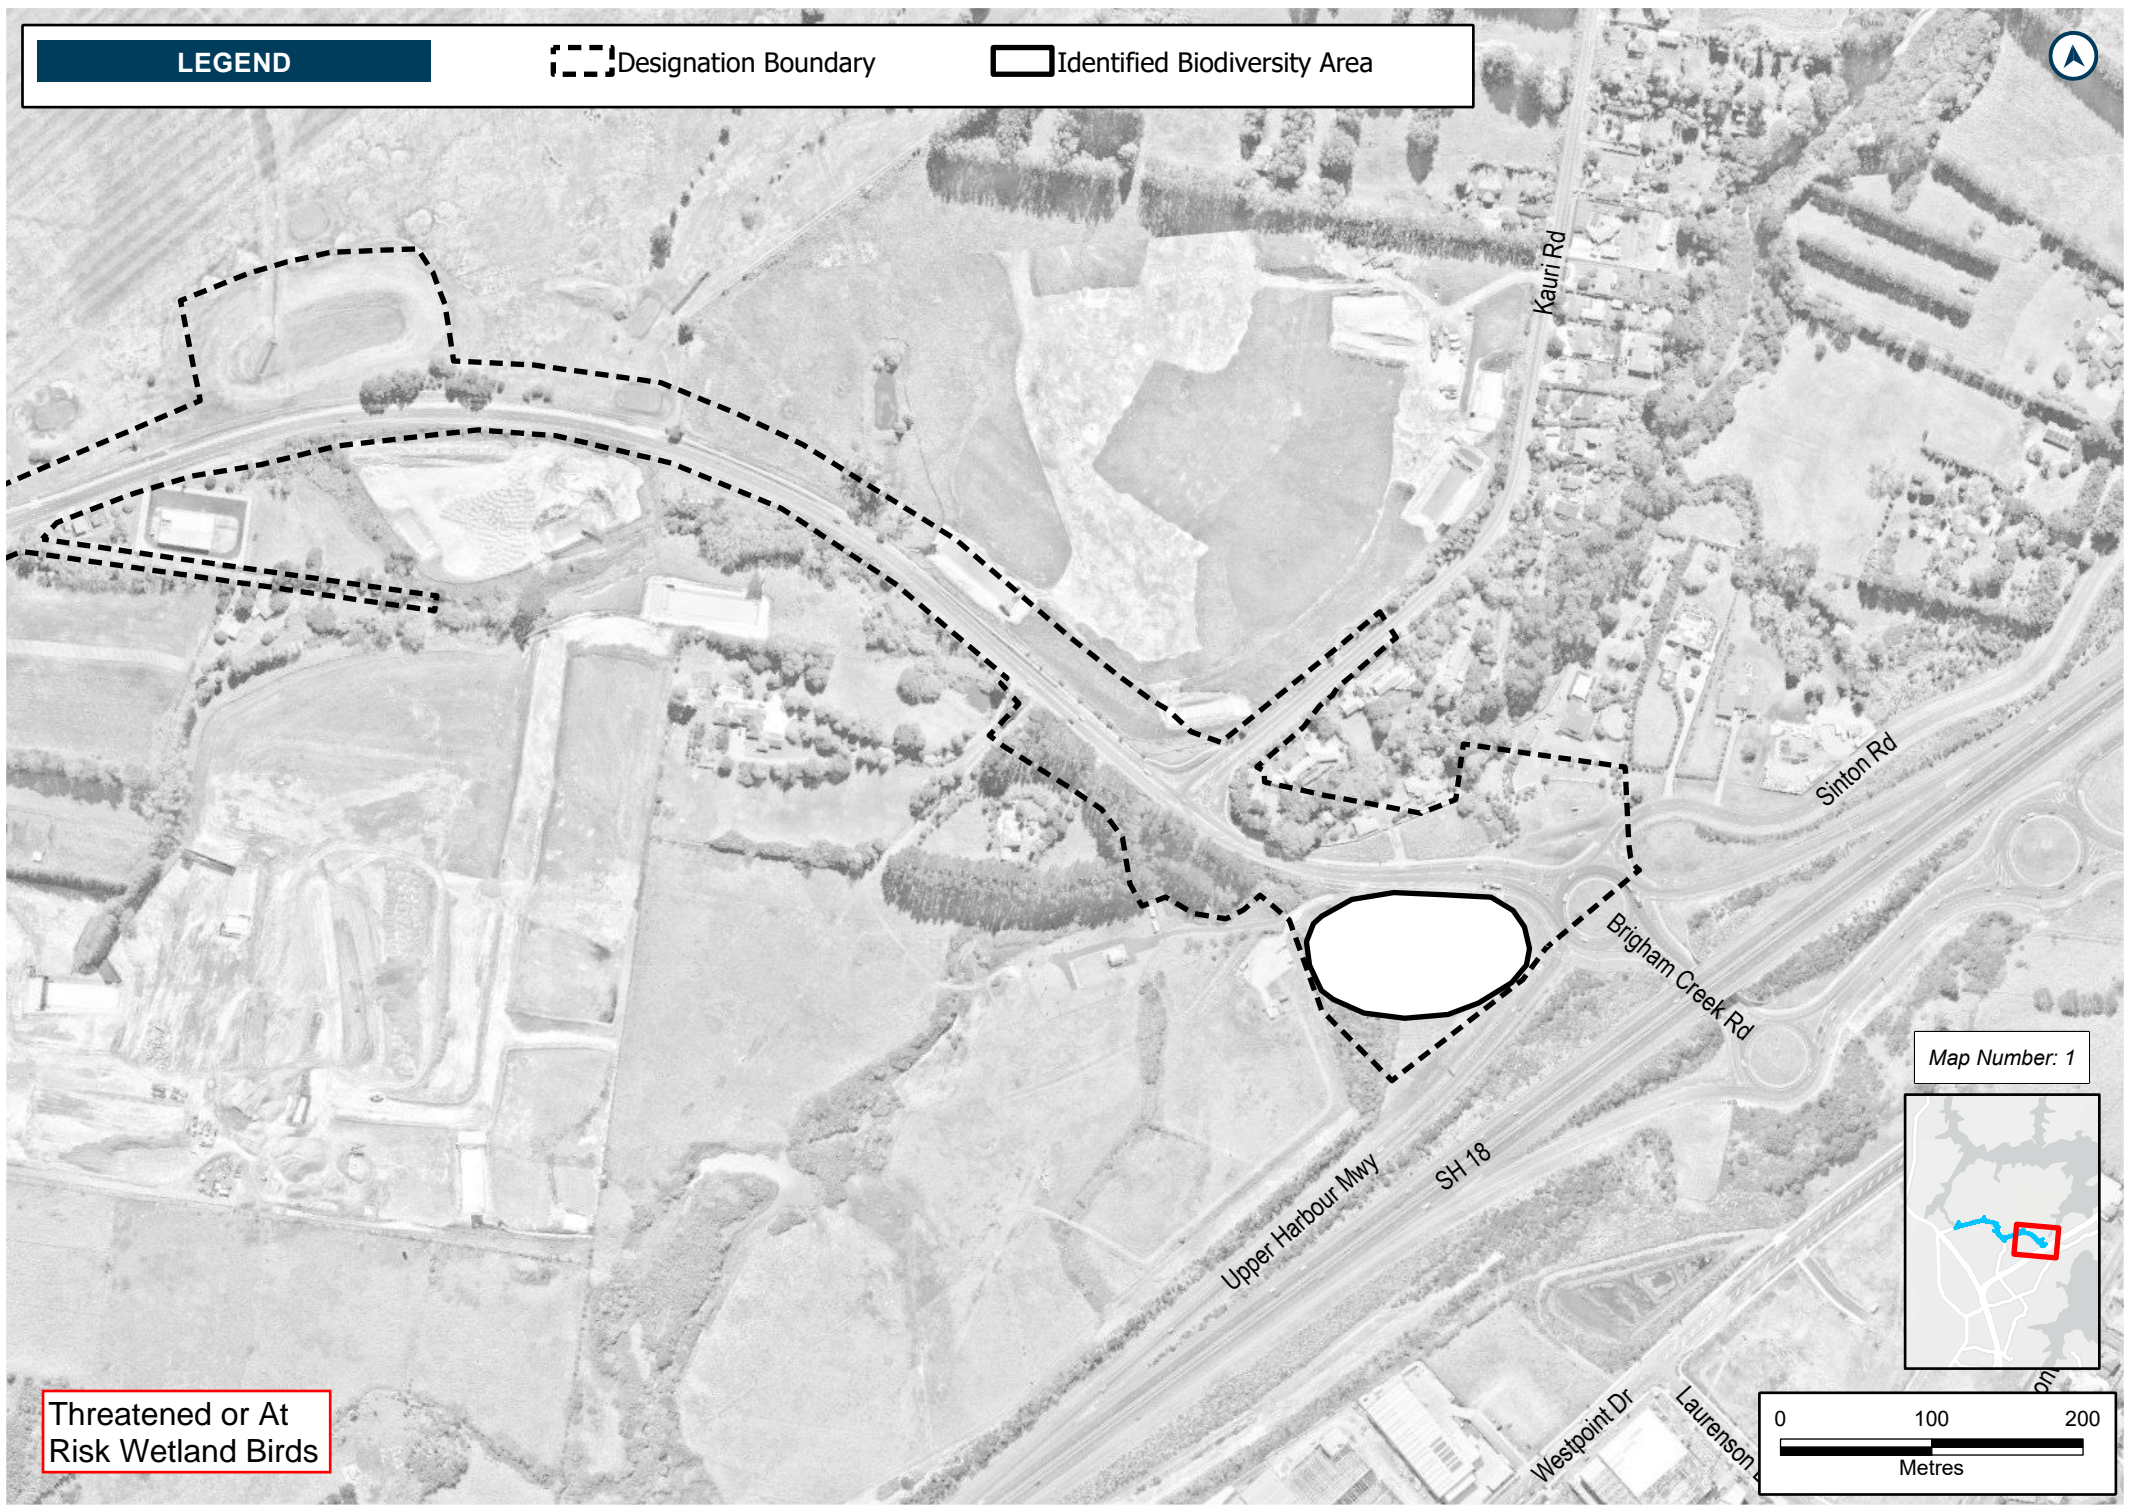 LEGEND
Designation Boundary
Identified Biodiversity Area
Kauri Rd
Sinton Rd
Brigham Creek Rd
Map Number: 1
SH 18
Upper Harbour Mwy
Westpoint Dr
Laurenson
Threatened or At
Risk Wetland Birds
0 100 200
Metres